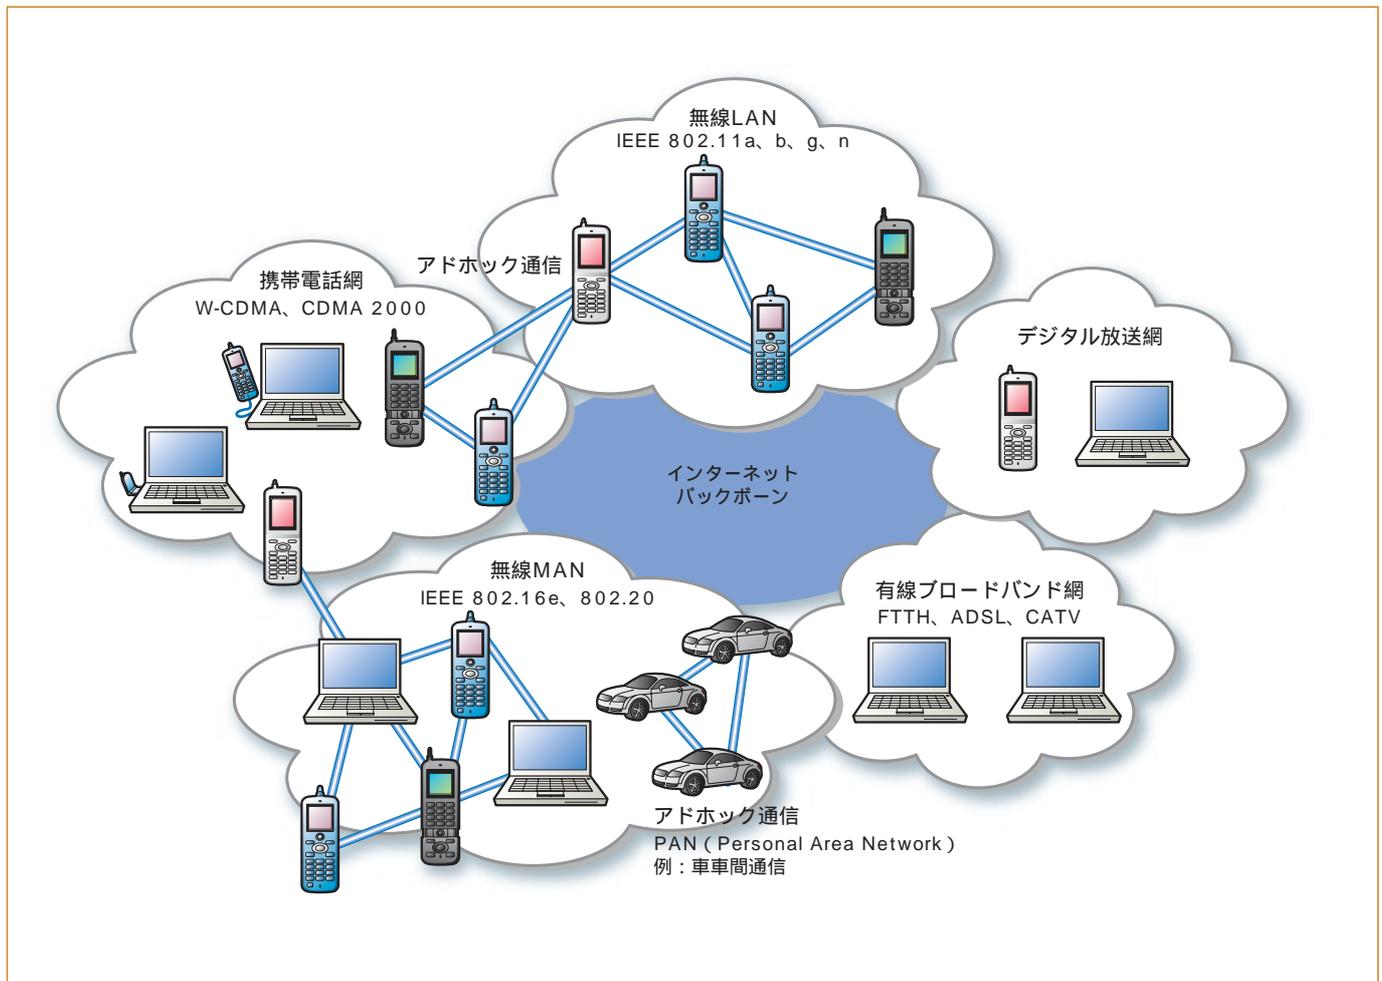 無線LAN
IEEE 802.11a、b、g、n
アドホック通信
携帯電話網
W-CDMA、CDMA 2000
デジタル放送網
インターネット
バックボーン
無線MAN
IEEE 802.16e、802.20
有線ブロードバンド網
FTTH、ADSL、CATV
アドホック通信
PAN（Personal Area Network）
例：車車間通信